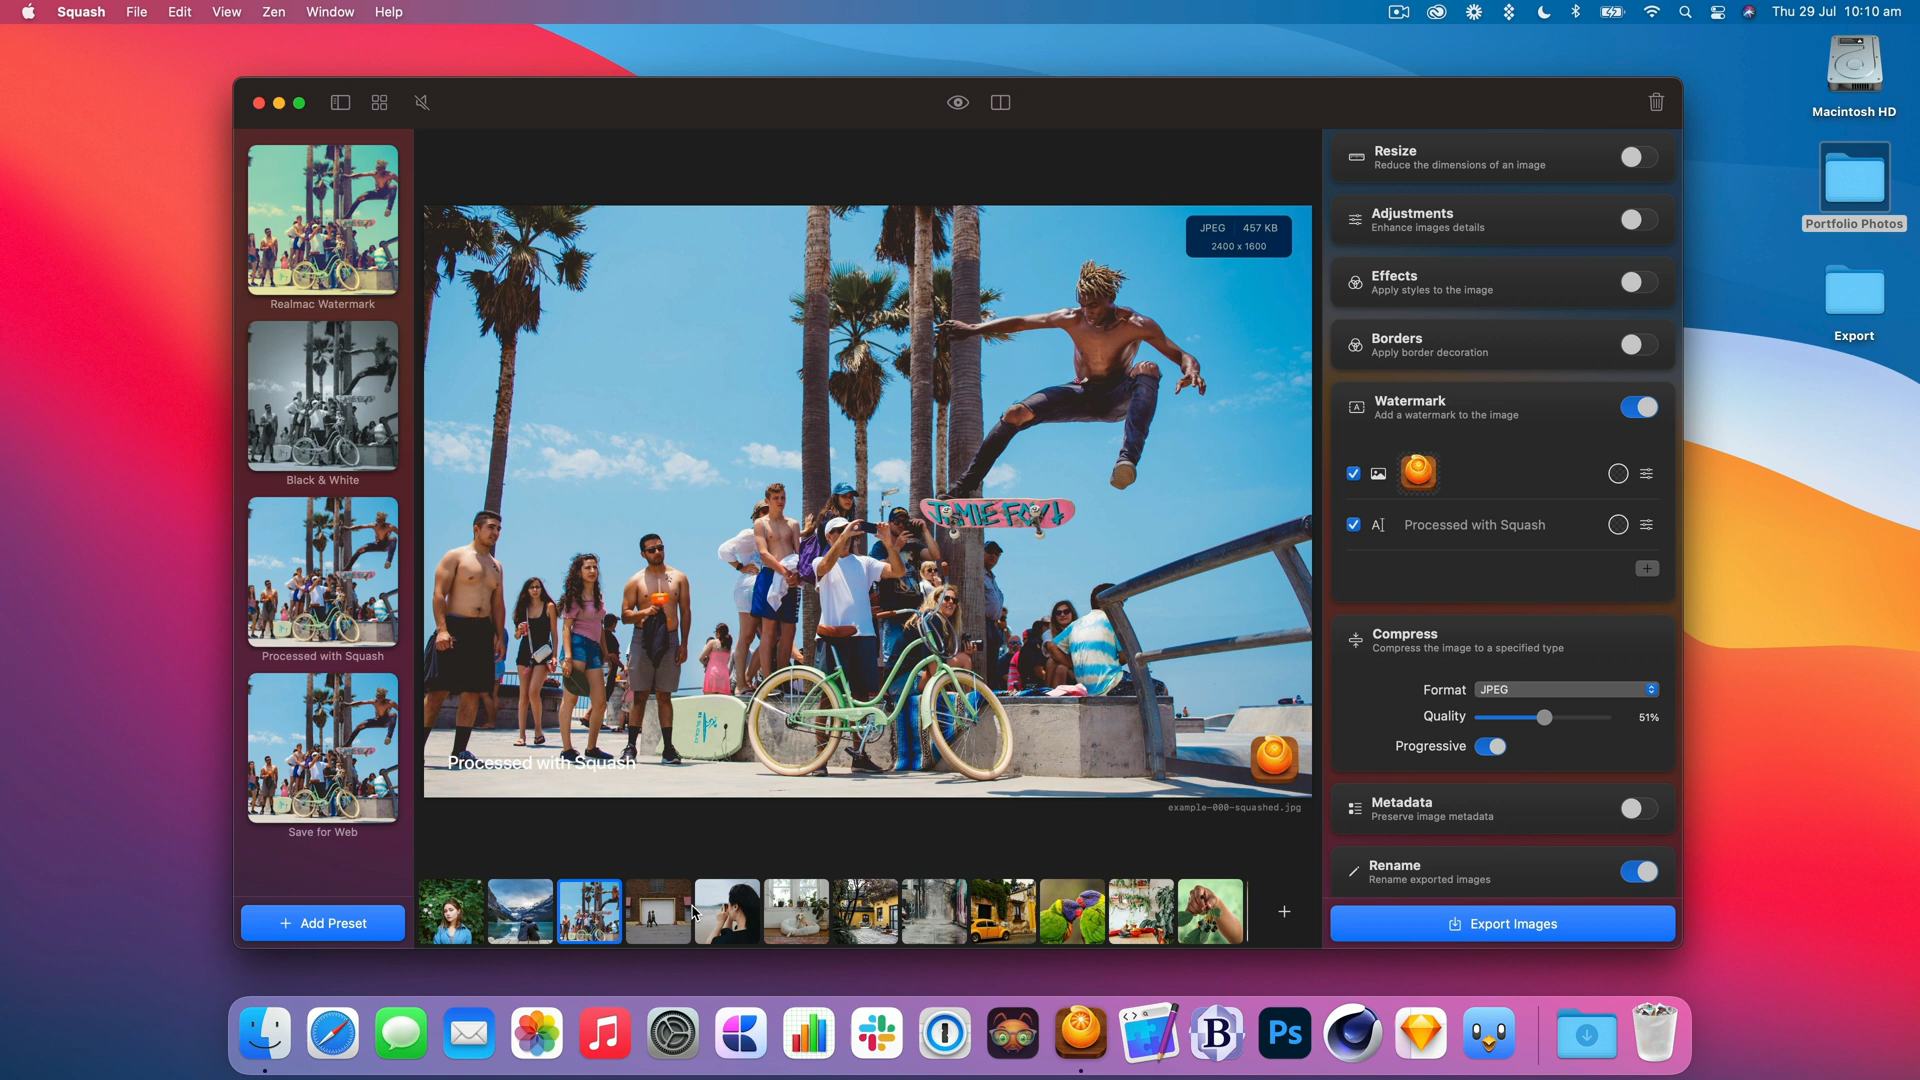 Squash File Edit View Zen Window Help
Thu 29 Jul 10:10 am
Macintosh HD
Portfolio Photos
Export
Realmac Watermark
Black & White
Processed with Squash
Save for Web
+ Add Preset
JPEG 457 KB
2400 x 1600
Processed with Squash
example-000-squashed.jpg
Resize
Reduce the dimensions of an image
Adjustments
Enhance images details
Effects
Apply styles to the image
Borders
Apply border decoration
Watermark
Add a watermark to the image
Processed with Squash
Compress
Compress the image to a specified type
Format JPEG
Quality 51%
Progressive
Metadata
Preserve image metadata
Rename
Rename exported images
Export Images
B
Ps